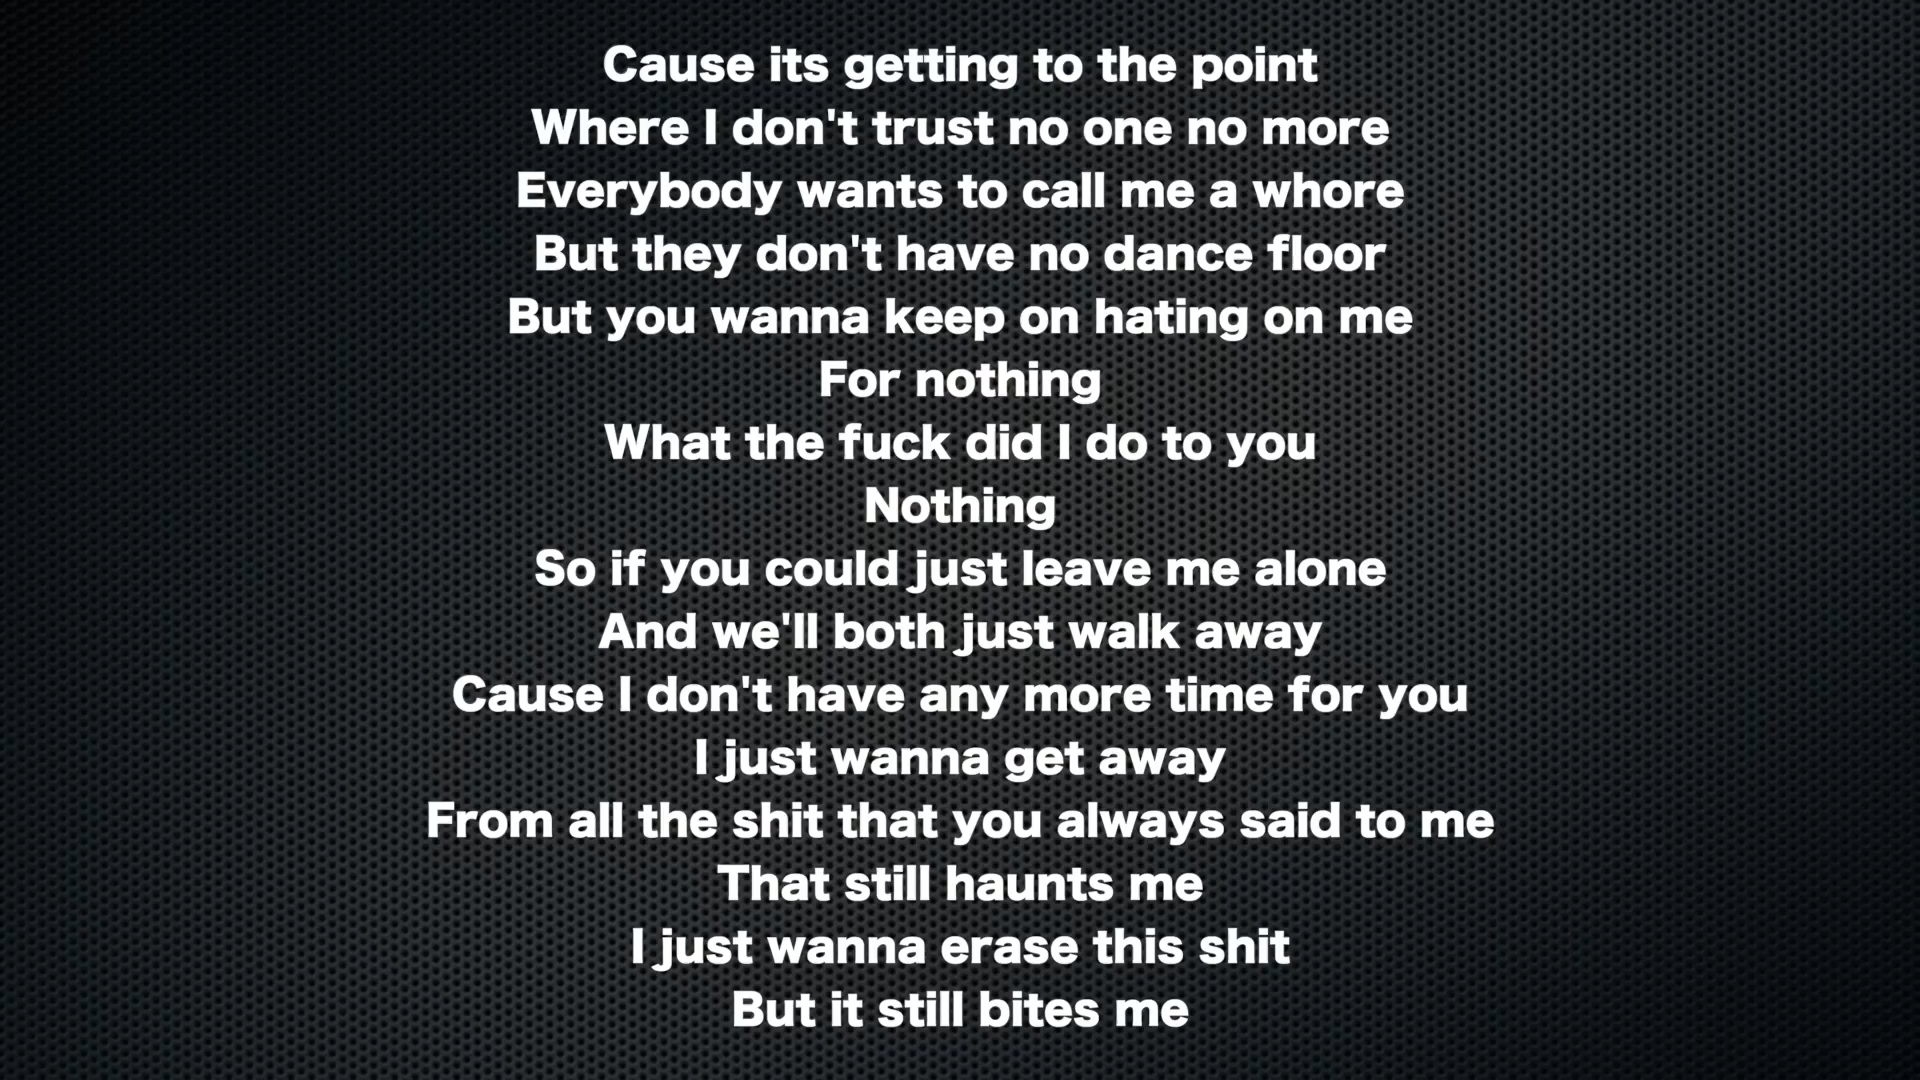 Cause its getting to the point
Where I don't trust no one no more
Everybody wants to call me a whore
But they don't have no dance floor
But you wanna keep on hating on me
For nothing
What the fuck did I do to you
Nothing
So if you could just leave me alone
And we'll both just walk away
Cause I don't have any more time for you
I just wanna get away
From all the shit that you always said to me
That still haunts me
I just wanna erase this shit
But it still bites me